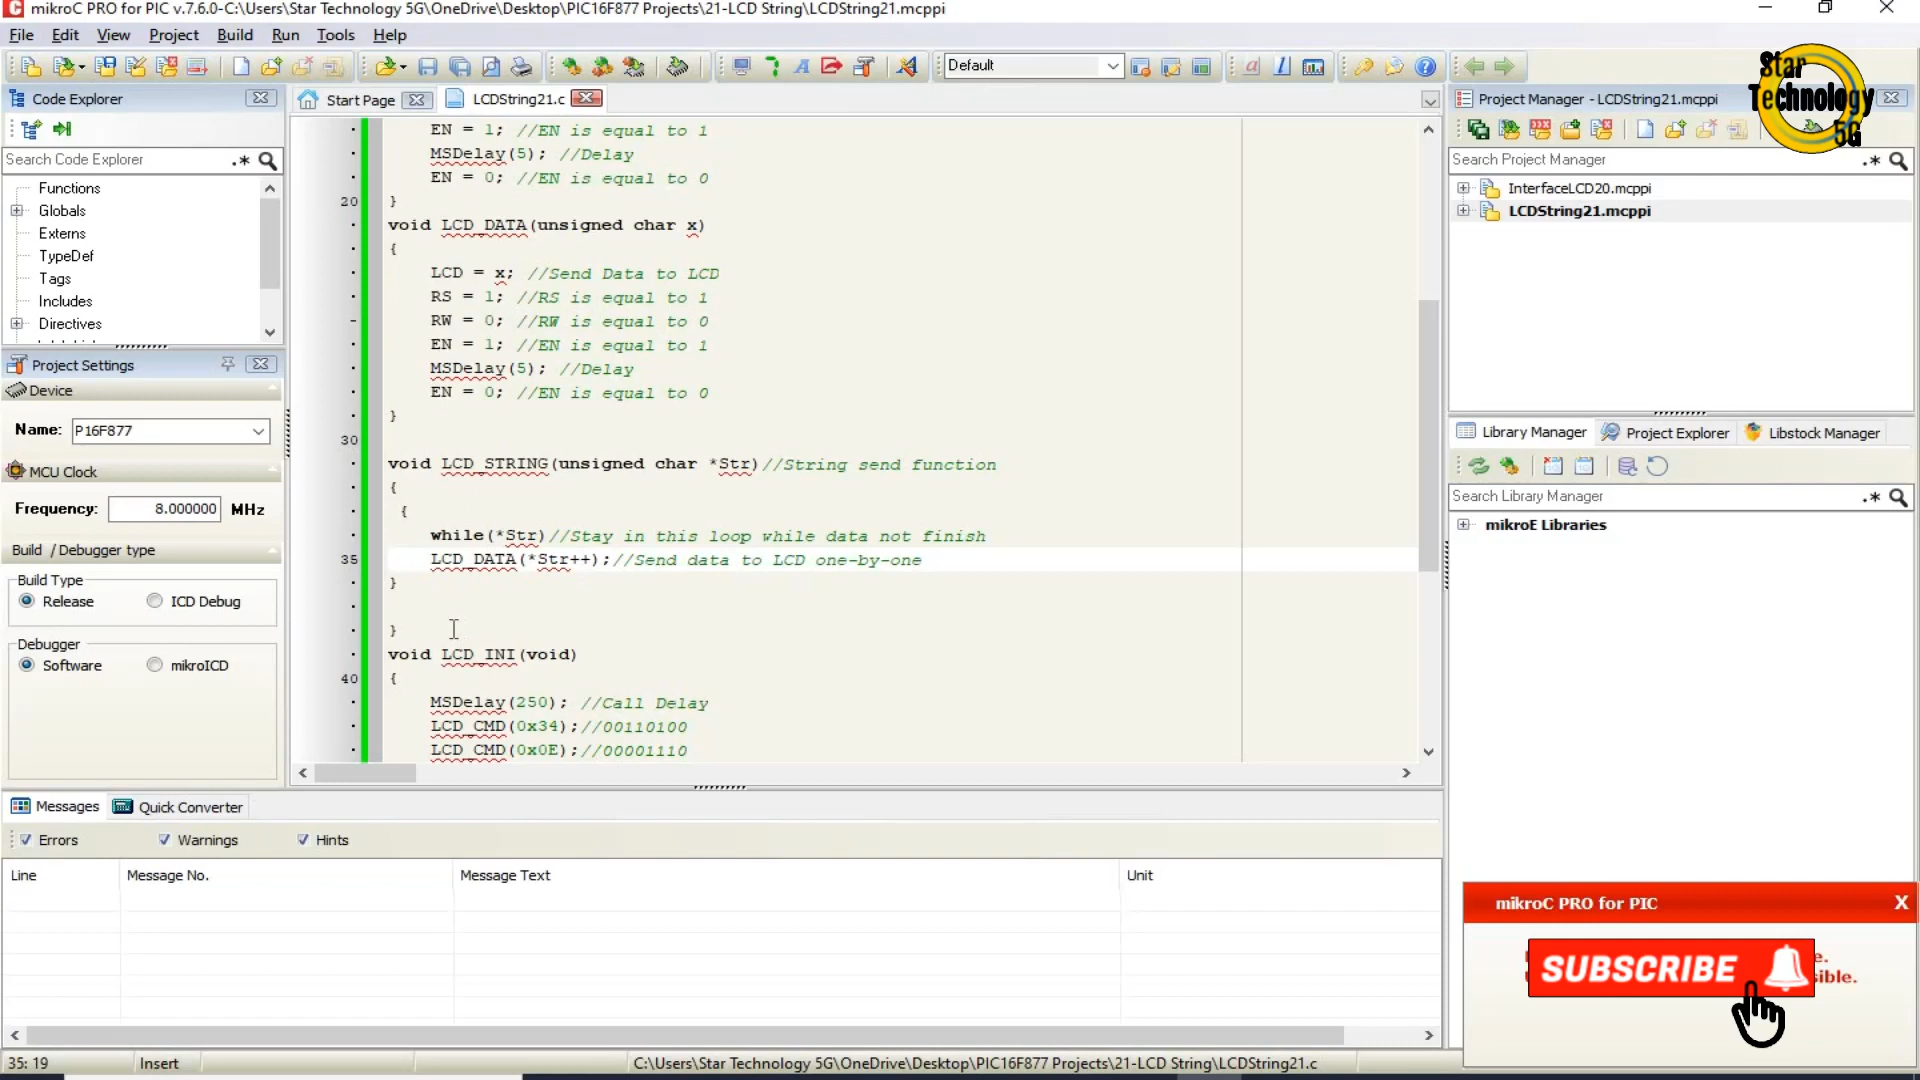 mikroC PRO for PIC v.7.6.0-C:\Users\Star Technology 5G\OneDrive\Desktop\PIC16F877 Projects\21-LCD String\LCDString21.mcppi
File Edit View Project Build Run Tools Help
Default
Star
Technology
5G
Code Explorer
Start Page
LCDString21.c
Project Manager - LCDString21.mcppi
Search Code Explorer
Functions
Globals
Externs
TypeDef
Tags
Includes
Directives
Project Settings
Device
Name: P16F877
MCU Clock
Frequency: 8.000000 MHz
Build / Debugger type
Build Type
Release ICD Debug
Debugger
Software mikroICD
EN = 1; //EN is equal to 1
MSDelay(5); //Delay
EN = 0; //EN is equal to 0
20 }
void LCD_DATA(unsigned char x)
{
LCD = x; //Send Data to LCD
RS = 1; //RS is equal to 1
RW = 0; //RW is equal to 0
EN = 1; //EN is equal to 1
MSDelay(5); //Delay
EN = 0; //EN is equal to 0
}
30
void LCD_STRING(unsigned char *Str)//String send function
{
{
while(*Str)//Stay in this loop while data not finish
35 LCD_DATA(*Str++);//Send data to LCD one-by-one
}
}
void LCD_INI(void)
40 {
MSDelay(250); //Call Delay
LCD_CMD(0x34);//00110100
LCD_CMD(0x0E);//00001110
Search Project Manager
InterfaceLCD20.mcppi
LCDString21.mcppi
Library Manager Project Explorer Libstock Manager
Search Library Manager
mikroE Libraries
Messages Quick Converter
Errors Warnings Hints
Line Message No. Message Text Unit
mikroC PRO for PIC X
SUBSCRIBE
35: 19 Insert C:\Users\Star Technology 5G\OneDrive\Desktop\PIC16F877 Projects\21-LCD String\LCDString21.c